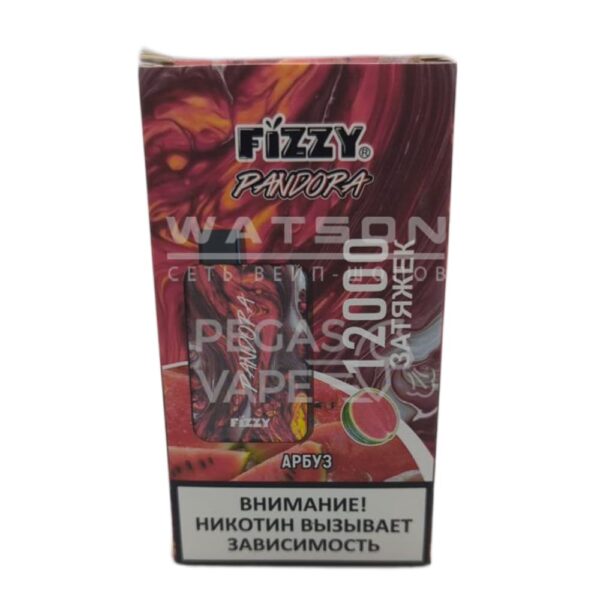 FIZZY®
PANDORA
WATSON
СЕТЬ ВЕЙП-ШОПОВ
12000
ЗАТЯЖЕК
PEGAS
VAPE
PANDORA
FIZZY
АРБУЗ
ВНИМАНИЕ!
НИКОТИН ВЫЗЫВАЕТ
ЗАВИСИМОСТЬ